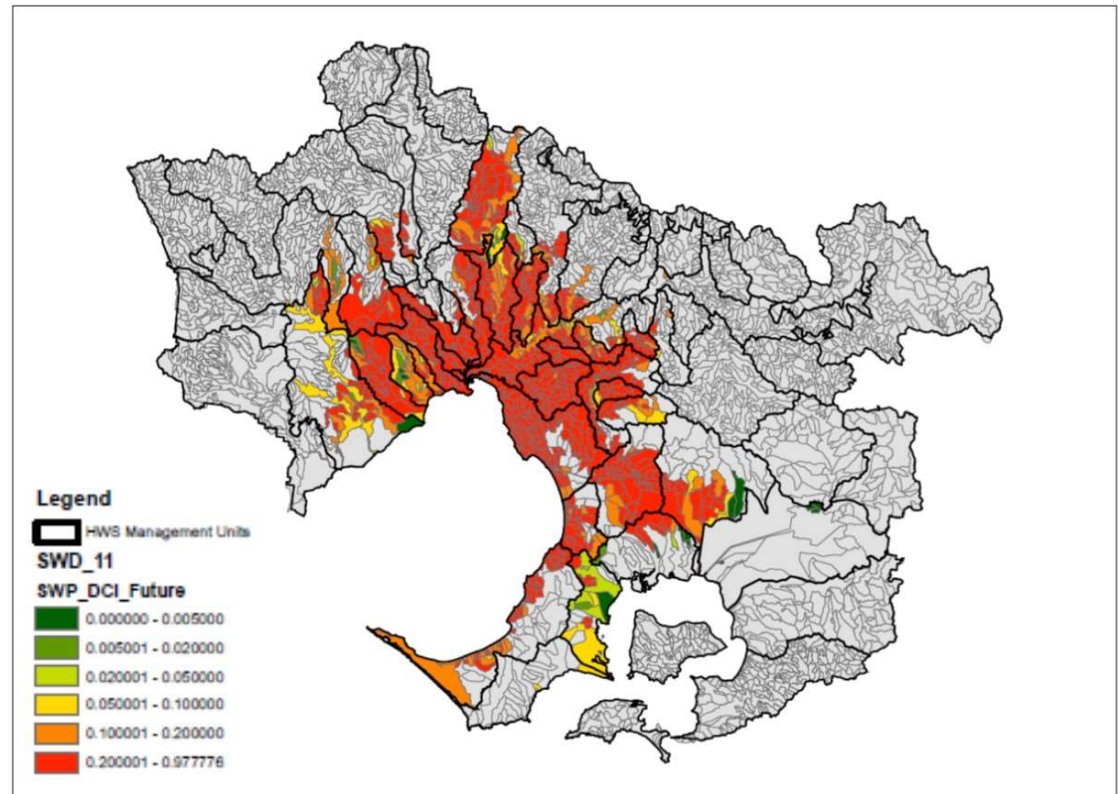 Legend
HWS Management Units
SWD_11
SWP_DCI_Future
0.000000 - 0.005000
0.005001 - 0.020000
0.020001 - 0.050000
0.050001 - 0.100000
0.100001 - 0.200000
0.200001 - 0.977776